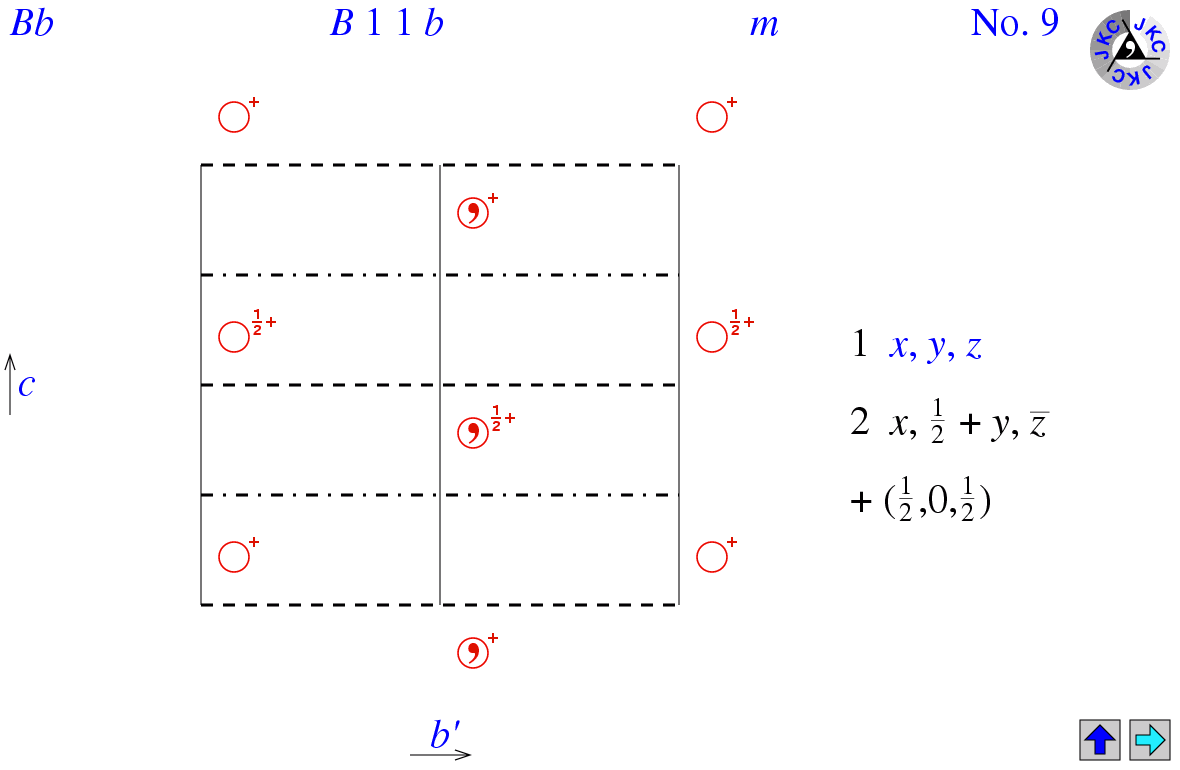 Bb B 1 1 b m No. 9
JKC JKC JKC
+ +
+
1/2+ 1/2+
1 x, y, z
c
2 x, 1/2 + y, z̅
1/2+
+ (1/2,0,1/2)
+ +
+
b′